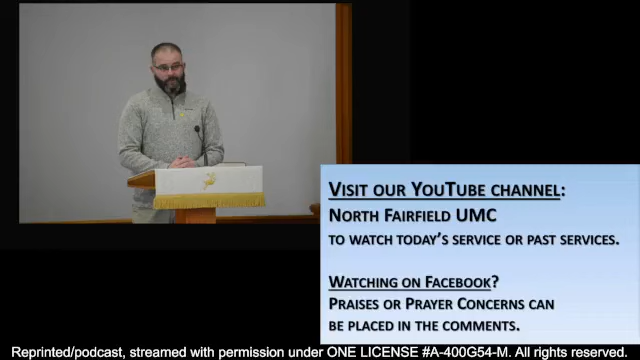 VISIT OUR YOUTUBE CHANNEL:
NORTH FAIRFIELD UMC
TO WATCH TODAY'S SERVICE OR PAST SERVICES.
WATCHING ON FACEBOOK?
PRAISES OR PRAYER CONCERNS CAN
BE PLACED IN THE COMMENTS.
Reprinted/podcast, streamed with permission under ONE LICENSE #A-400G54-M. All rights reserved.